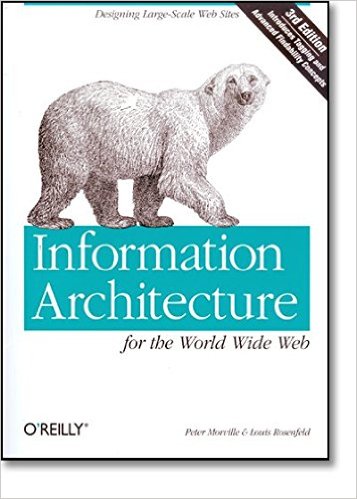 Designing Large-Scale Web Sites
3rd Edition
Introduces Tagging and
Advanced Findability Concepts
Information
Architecture
for the World Wide Web
O'REILLY®
Peter Morville & Louis Rosenfeld